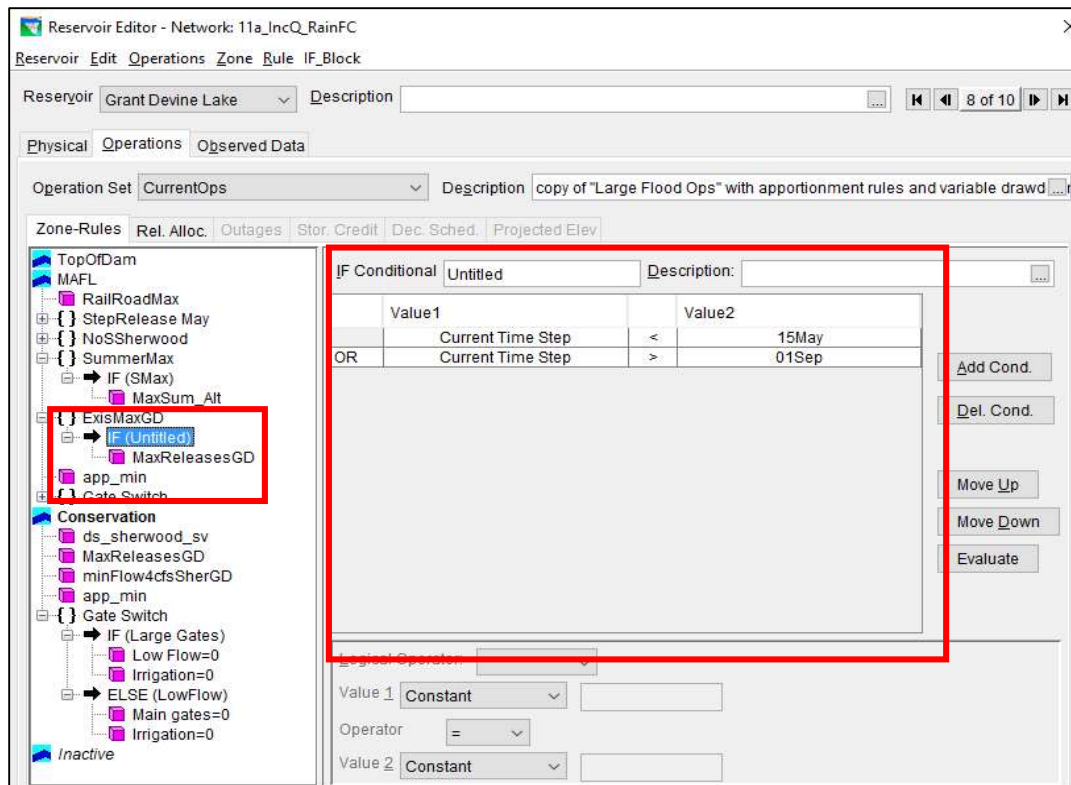 Reservoir Editor - Network: 11a_IncQ_RainFC
Reservoir Edit Operations Zone Rule IF_Block
Reservoir Grant Devine Lake Description ... 8 of 10
Physical Operations Observed Data
Operation Set CurrentOps Description copy of "Large Flood Ops" with apportionment rules and variable drawd ...
Zone-Rules Rel. Alloc. Outages Stor. Credit Dec. Sched. Projected Elev
TopOfDam
MAFL
RailRoadMax
{ } StepRelease May
{ } NoSSherwood
{ } SummerMax
IF (SMax)
MaxSum_Alt
{ } ExisMaxGD
IF (Untitled)
MaxReleasesGD
app_min
{ } Gate Switch
Conservation
ds_sherwood_sv
MaxReleasesGD
minFlow4cfsSherGD
app_min
{ } Gate Switch
IF (Large Gates)
Low Flow=0
Irrigation=0
ELSE (LowFlow)
Main gates=0
Irrigation=0
Inactive
IF Conditional Untitled Description: ...
Value1 Value2
Current Time Step < 15May
OR Current Time Step > 01Sep
Add Cond.
Del. Cond.
Move Up
Move Down
Evaluate
Logical Operator:
Value 1 Constant
Operator =
Value 2 Constant